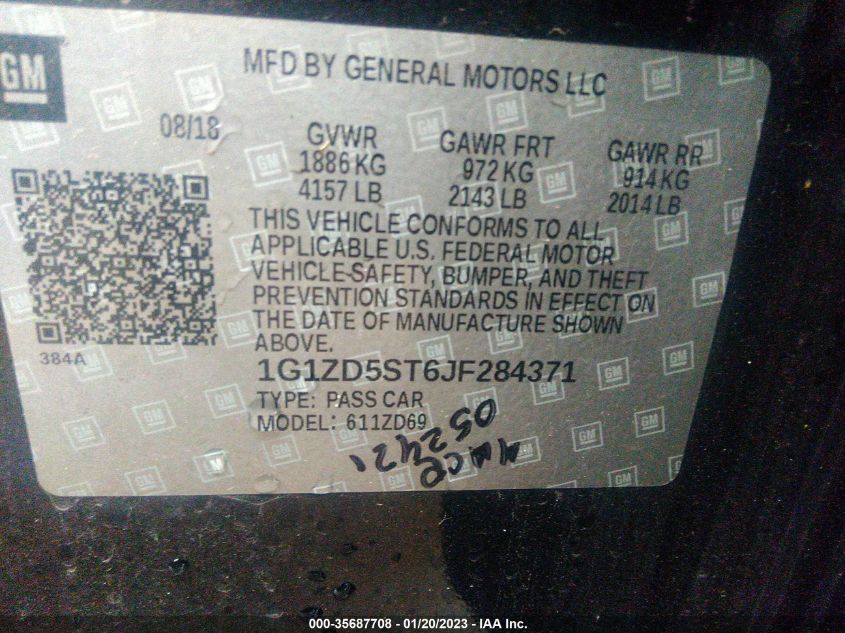 GM
MFD BY GENERAL MOTORS LLC
08/18
GVWR
1886 KG
4157 LB
GAWR FRT
972 KG
2143 LB
GAWR RR
914 KG
2014 LB
THIS VEHICLE CONFORMS TO ALL
APPLICABLE U.S. FEDERAL MOTOR
VEHICLE-SAFETY, BUMPER, AND THEFT
PREVENTION STANDARDS IN EFFECT ON
THE DATE OF MANUFACTURE SHOWN
ABOVE.
384A
1G1ZD5ST6JF284371
TYPE: PASS CAR
MODEL: 611ZD69
052421
000-35687708 - 01/20/2023 - IAA Inc.